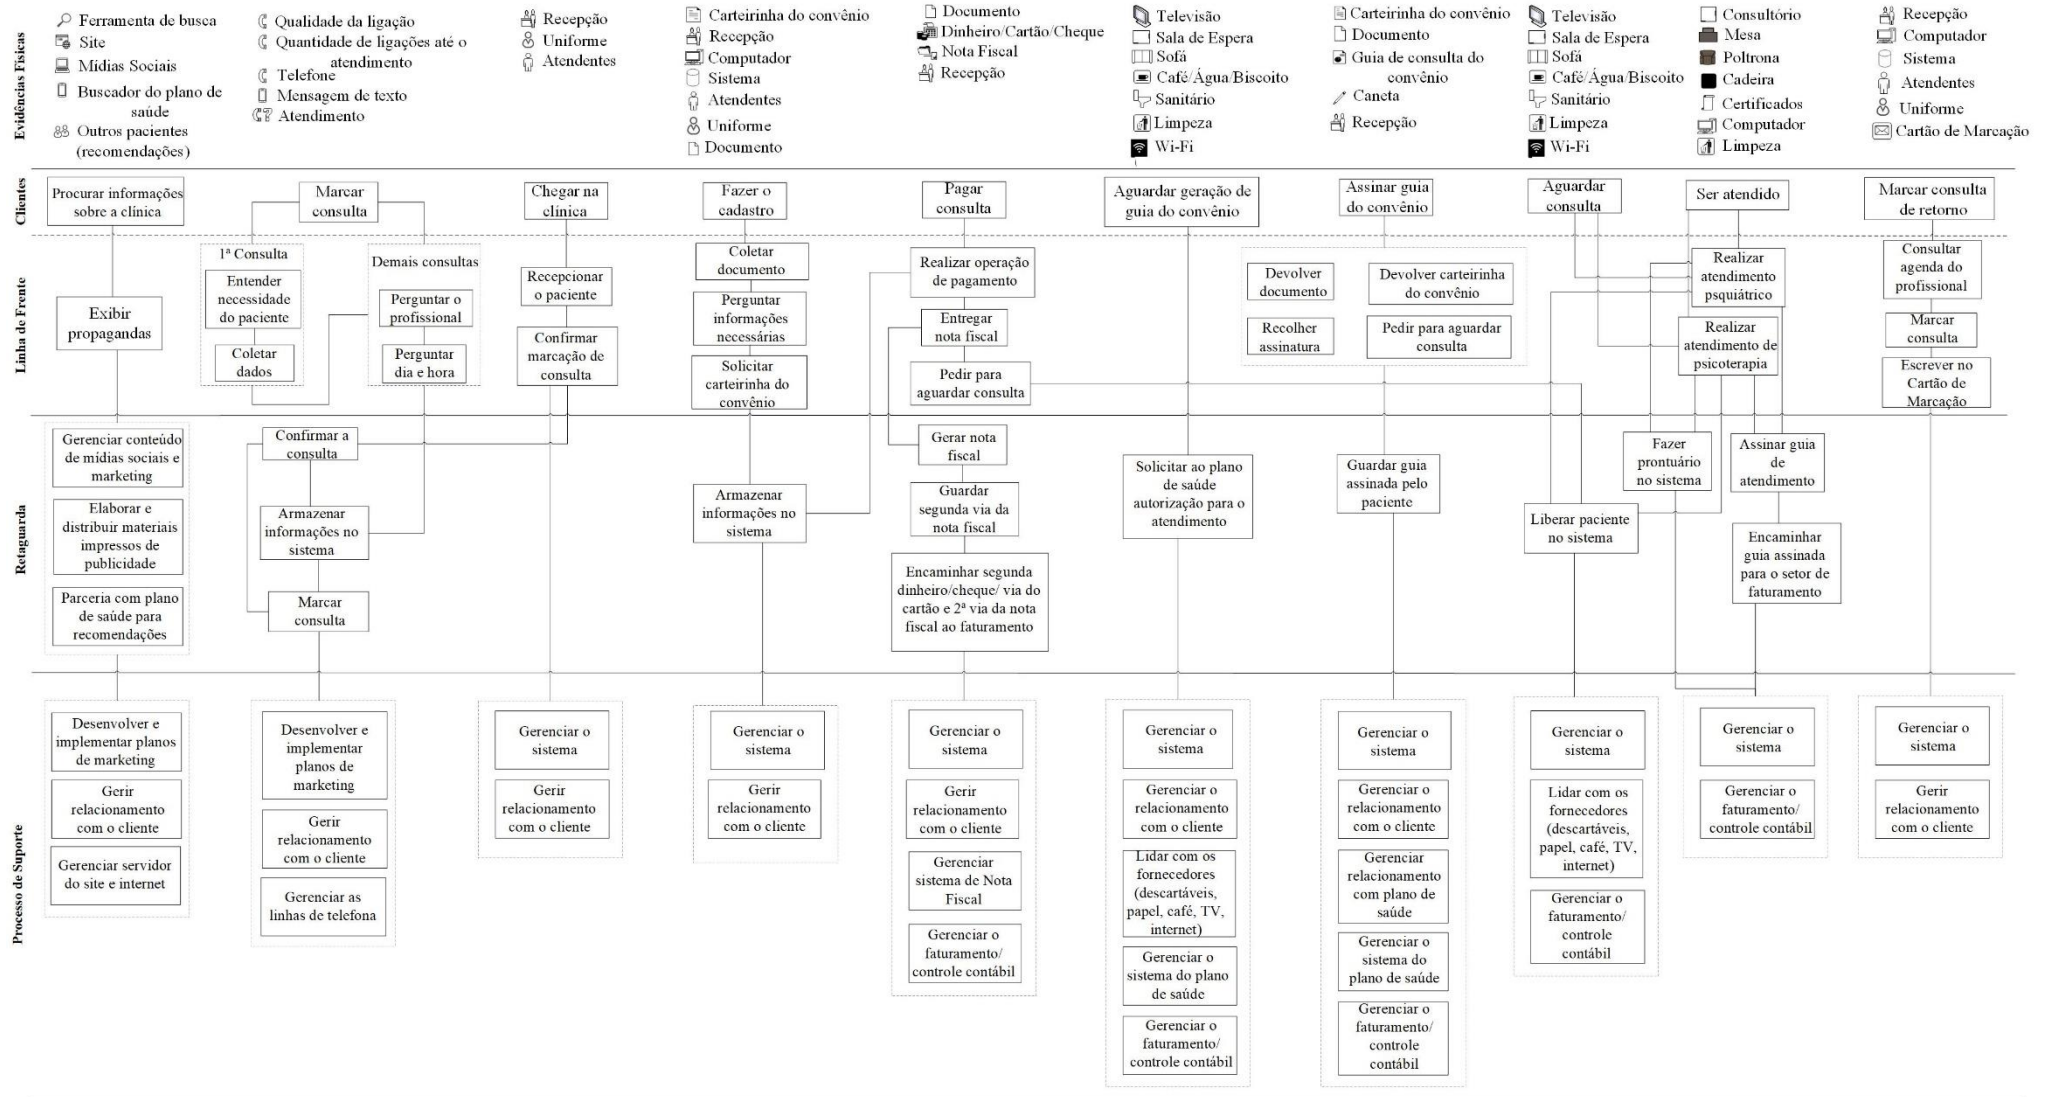 Evidências Físicas
Ferramenta de busca
Site
Mídias Sociais
Buscador do plano de
saúde
Outros pacientes
(recomendações)
Qualidade da ligação
Quantidade de ligações até o
atendimento
Telefone
Mensagem de texto
Atendimento
Recepção
Uniforme
Atendentes
Carteirinha do convênio
Recepção
Computador
Sistema
Atendentes
Uniforme
Documento
Documento
Dinheiro/Cartão/Cheque
Nota Fiscal
Recepção
Televisão
Sala de Espera
Sofá
Café/Água/Biscoito
Sanitário
Limpeza
Wi-Fi
Carteirinha do convênio
Documento
Guia de consulta do
convênio
Caneta
Recepção
Televisão
Sala de Espera
Sofá
Café/Água/Biscoito
Sanitário
Limpeza
Wi-Fi
Consultório
Mesa
Poltrona
Cadeira
Certificados
Computador
Limpeza
Recepção
Computador
Sistema
Atendentes
Uniforme
Cartão de Marcação
Clientes
Procurar informações
sobre a clínica
Marcar
consulta
Chegar na
clínica
Fazer o
cadastro
Pagar
consulta
Aguardar geração de
guia do convênio
Assinar guia
do convênio
Aguardar
consulta
Ser atendido
Marcar consulta
de retorno
Linha de Frente
Exibir
propagandas
1ª Consulta
Entender
necessidade
do paciente
Coletar
dados
Demais consultas
Perguntar o
profissional
Perguntar
dia e hora
Recepcionar
o paciente
Confirmar
marcação de
consulta
Coletar
documento
Perguntar
informações
necessárias
Solicitar
carteirinha do
convênio
Realizar operação
de pagamento
Entregar
nota fiscal
Pedir para
aguardar consulta
Devolver
documento
Devolver carteirinha
do convênio
Recolher
assinatura
Pedir para aguardar
consulta
Realizar
atendimento
psquiátrico
Realizar
atendimento de
psicoterapia
Consultar
agenda do
profissional
Marcar
consulta
Escrever no
Cartão de
Marcação
Retaguarda
Gerenciar conteúdo
de mídias sociais e
marketing
Elaborar e
distribuir materiais
impressos de
publicidade
Parceria com plano
de saúde para
recomendações
Confirmar a
consulta
Armazenar
informações no
sistema
Marcar
consulta
Armazenar
informações no
sistema
Gerar nota
fiscal
Guardar
segunda via da
nota fiscal
Encaminhar segunda
dinheiro/cheque/ via do
cartão e 2ª via da nota
fiscal ao faturamento
Solicitar ao plano
de saúde
autorização para o
atendimento
Guardar guia
assinada pelo
paciente
Liberar paciente
no sistema
Fazer
prontuário
no sistema
Assinar guia
de
atendimento
Encaminhar
guia assinada
para o setor de
faturamento
Processo de Suporte
Desenvolver e
implementar planos
de marketing
Gerir
relacionamento
com o cliente
Gerenciar servidor
do site e internet
Desenvolver e
implementar
planos de
marketing
Gerir
relacionamento
com o cliente
Gerenciar as
linhas de telefona
Gerenciar o
sistema
Gerir
relacionamento
com o cliente
Gerenciar o
sistema
Gerir
relacionamento
com o cliente
Gerenciar o
sistema
Gerir
relacionamento
com o cliente
Gerenciar
sistema de Nota
Fiscal
Gerenciar o
faturamento/
controle contábil
Gerenciar o
sistema
Gerenciar o
relacionamento
com o cliente
Lidar com os
fornecedores
(descartáveis,
papel, café, TV,
internet)
Gerenciar o
sistema do plano
de saúde
Gerenciar o
faturamento/
controle contábil
Gerenciar o
sistema
Gerenciar o
relacionamento
com o cliente
Gerenciar
relacionamento
com plano de
saúde
Gerenciar o
sistema do
plano de saúde
Gerenciar o
faturamento/
controle
contábil
Gerenciar o
sistema
Lidar com os
fornecedores
(descartáveis,
papel, café, TV,
internet)
Gerenciar o
faturamento/
controle
contábil
Gerenciar o
sistema
Gerenciar o
faturamento/
controle contábil
Gerenciar o
sistema
Gerir
relacionamento
com o cliente